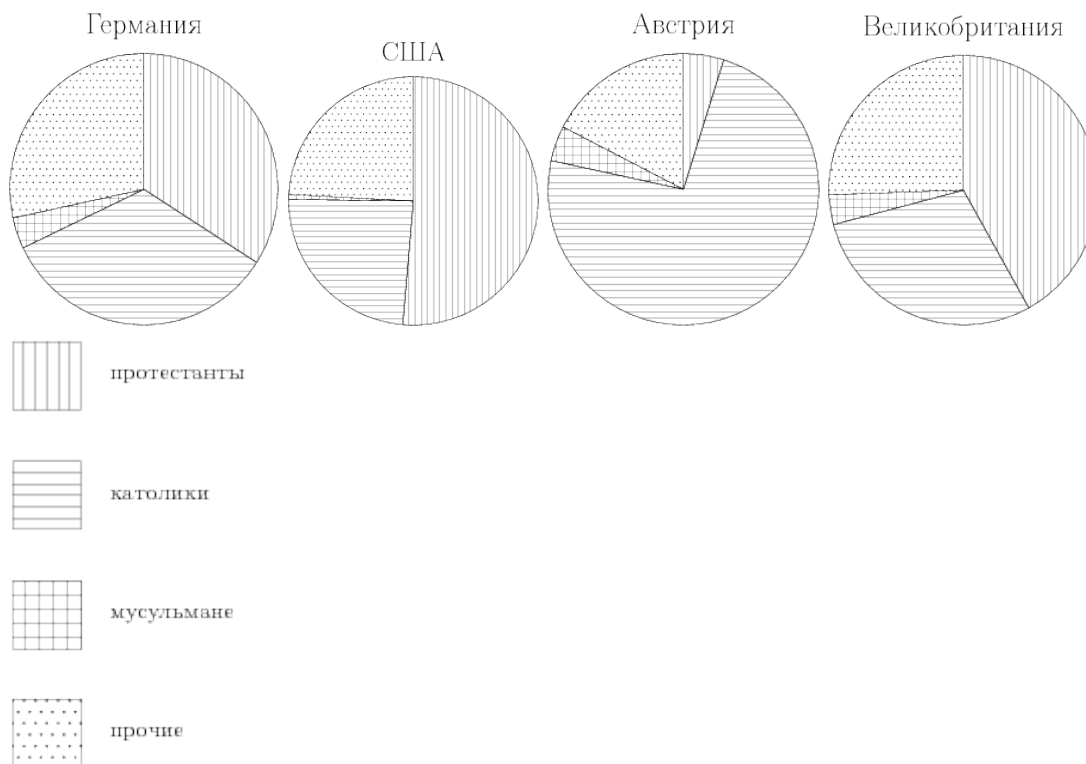 Германия
США
Австрия
Великобритания
протестанты
католики
мусульмане
прочие